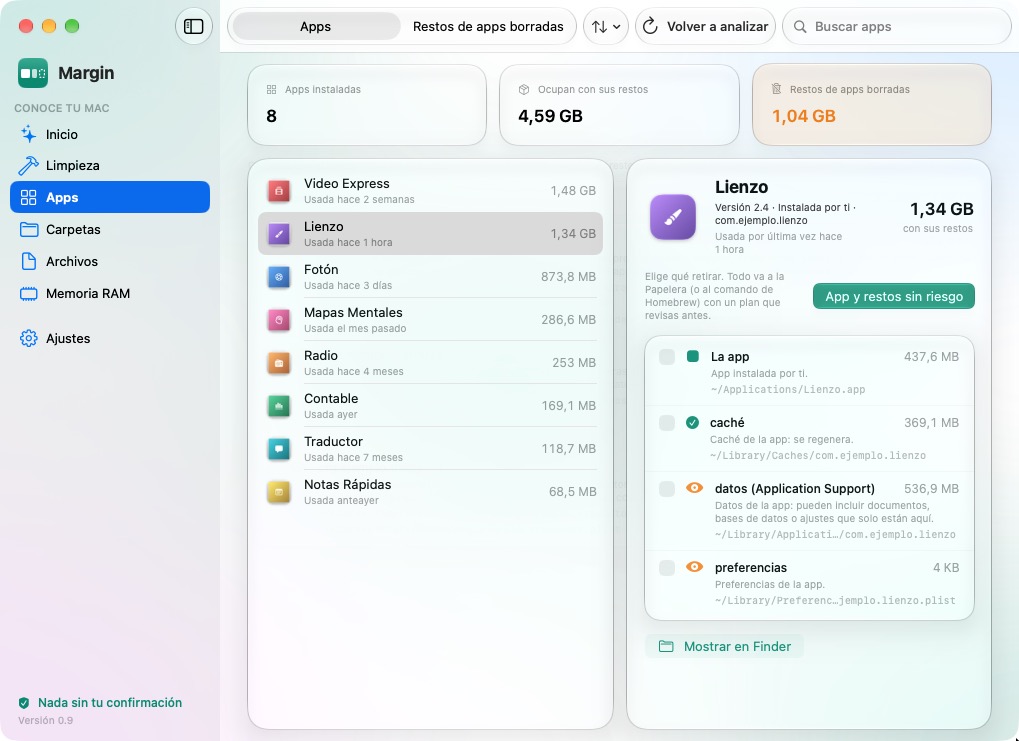 Apps
Restos de apps borradas
Volver a analizar
Buscar apps
Margin
CONOCE TU MAC
Inicio
Limpieza
Apps
Carpetas
Archivos
Memoria RAM
Ajustes
Nada sin tu confirmación
Versión 0.9
Apps instaladas
8
Ocupan con sus restos
4,59 GB
Restos de apps borradas
1,04 GB
Video Express
Usada hace 2 semanas
1,48 GB
Lienzo
Usada hace 1 hora
1,34 GB
Fotón
Usada hace 3 días
873,8 MB
Mapas Mentales
Usada el mes pasado
286,6 MB
Radio
Usada hace 4 meses
253 MB
Contable
Usada ayer
169,1 MB
Traductor
Usada hace 7 meses
118,7 MB
Notas Rápidas
Usada anteayer
68,5 MB
Lienzo
Versión 2.4 · Instalada por ti ·
com.ejemplo.lienzo
Usada por última vez hace
1 hora
1,34 GB
con sus restos
Elige qué retirar. Todo va a la
Papelera (o al comando de
Homebrew) con un plan que
revisas antes.
App y restos sin riesgo
La app
437,6 MB
App instalada por ti.
~/Applications/Lienzo.app
caché
369,1 MB
Caché de la app: se regenera.
~/Library/Caches/com.ejemplo.lienzo
datos (Application Support)
536,9 MB
Datos de la app: pueden incluir documentos,
bases de datos o ajustes que solo están aquí.
~/Library/Applicati…/com.ejemplo.lienzo
preferencias
4 KB
Preferencias de la app.
~/Library/Preferenc…jemplo.lienzo.plist
Mostrar en Finder